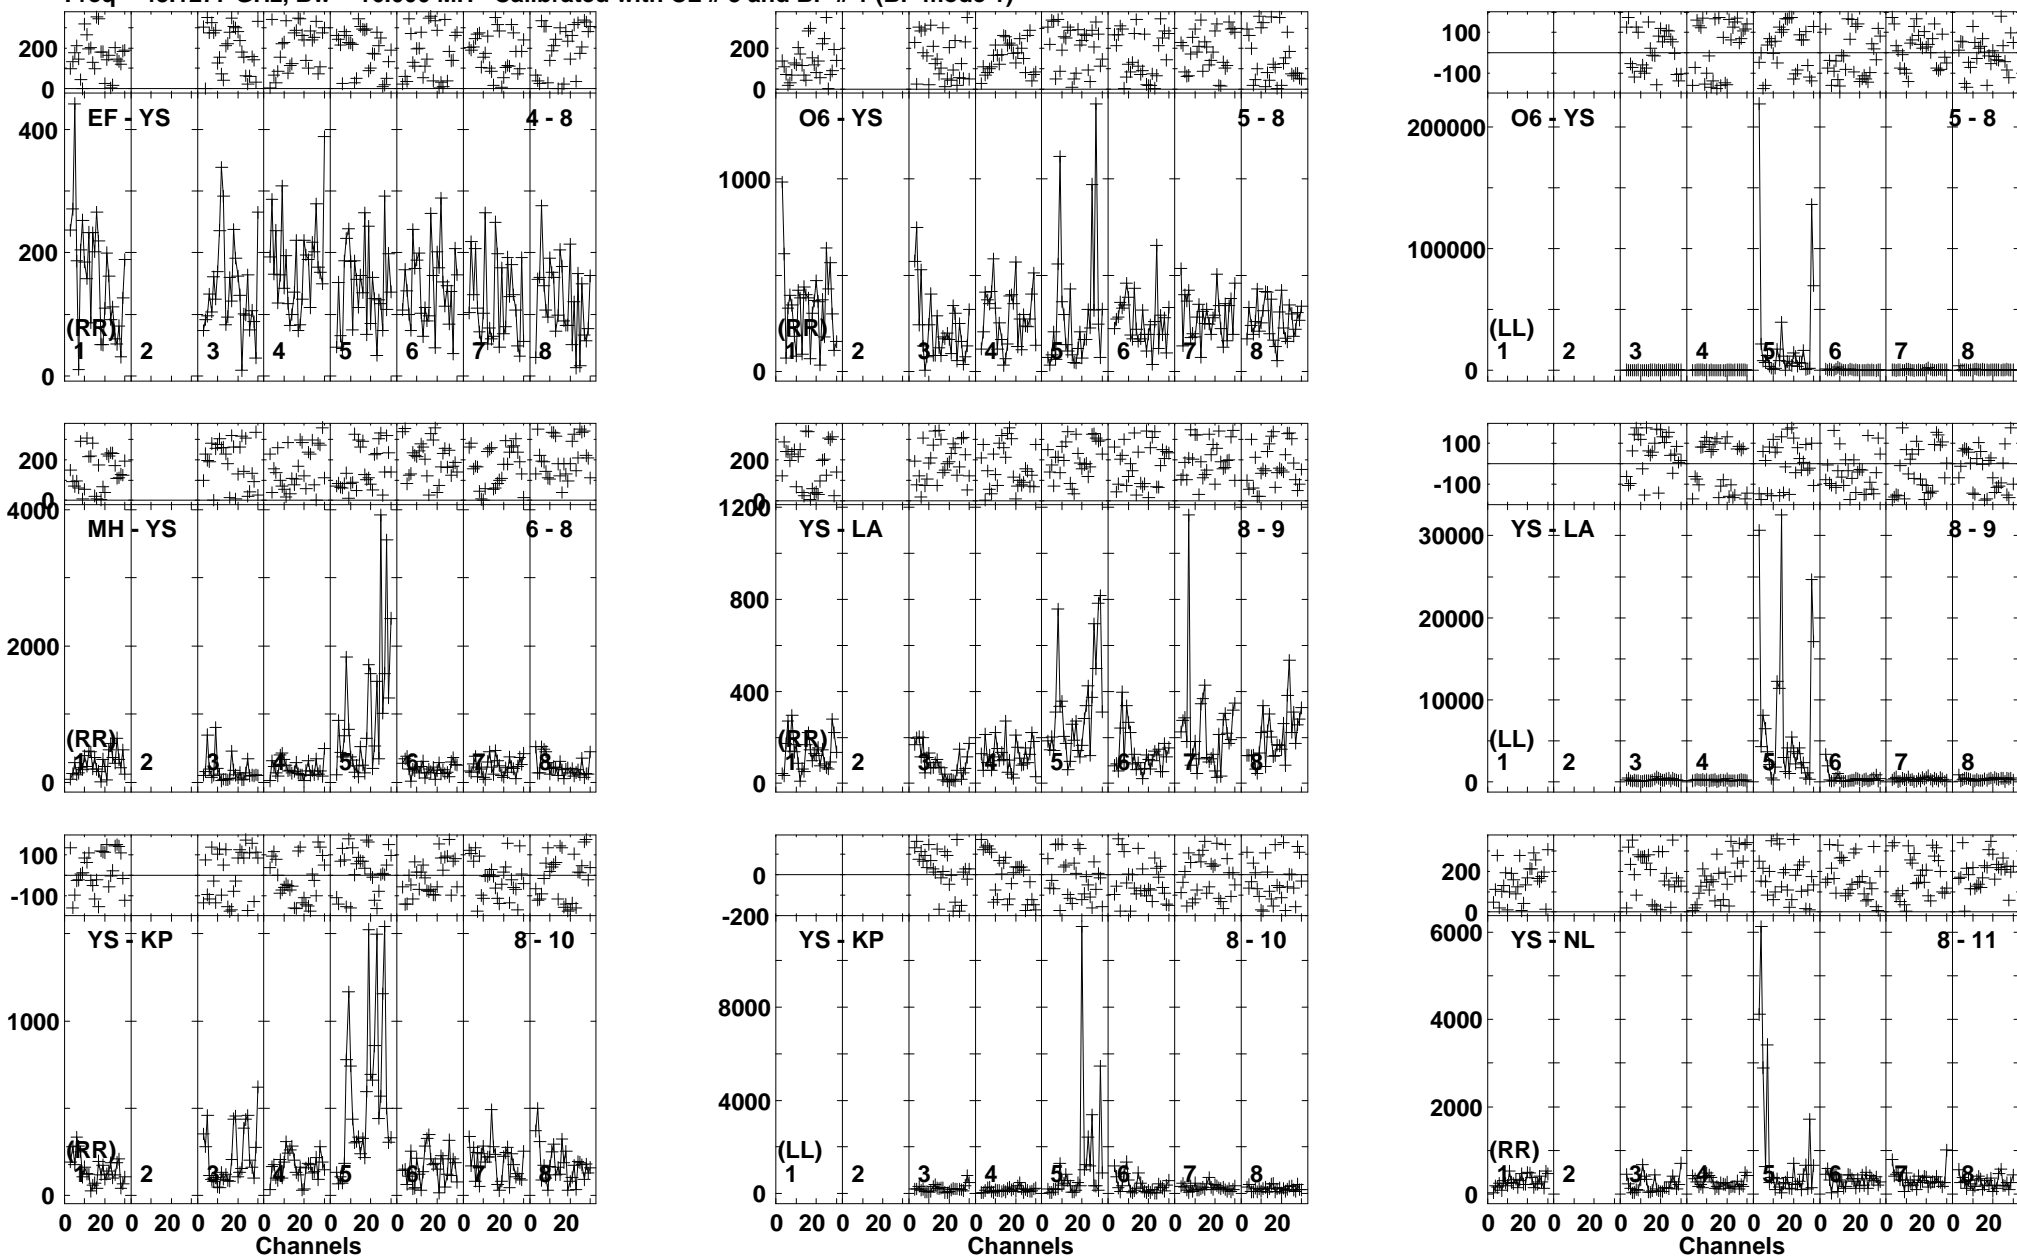 200 0 200 0 100 -100
EF - YS 4 - 8 O6 - YS 5 - 8 O6 - YS 5 - 8
400 200 0 (RR) 1 2 3 4 5 6 7 8
1000 0 (RR) 1 2 3 4 5 6 7 8
200000 100000 0 (LL) 1 2 3 4 5 6 7 8
200 0 200 0 100 -100
MH - YS 6 - 8 YS - LA 8 - 9 YS - LA 8 - 9
4000 2000 0 (RR) 1 2 3 4 5 6 7 8
1200 800 400 0 (RR) 1 2 3 4 5 6 7 8
30000 20000 10000 0 (LL) 1 2 3 4 5 6 7 8
100 -100 0 -200 200 0
YS - KP 8 - 10 YS - KP 8 - 10 YS - NL 8 - 11
1000 0 (RR) 1 2 3 4 5 6 7 8
8000 4000 0 (LL) 1 2 3 4 5 6 7 8
6000 4000 2000 0 (RR) 1 2 3 4 5 6 7 8
0 20 0 20 0 20 0 20 0 20 0 20 0 20 0 20
0 20 0 20 0 20 0 20 0 20 0 20 0 20 0 20
0 20 0 20 0 20 0 20 0 20 0 20 0 20 0 20
Channels Channels Channels